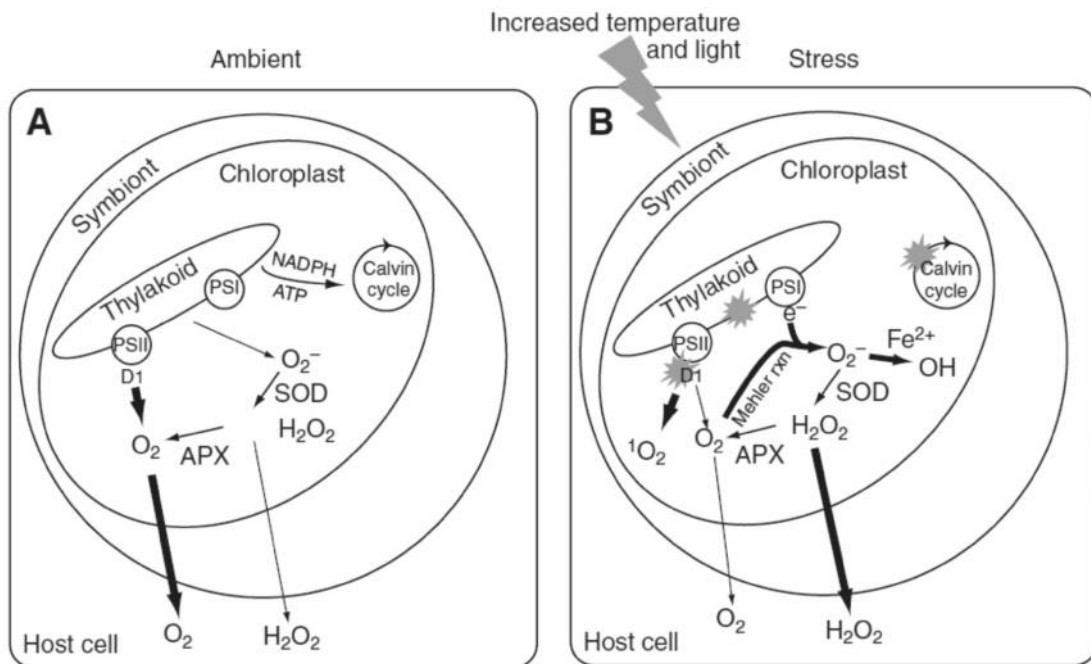 Increased temperature
and light
Ambient
Stress
A
Symbiont
Chloroplast
Thylakoid
PSI
PSII
D1
NADPH
ATP
Calvin
cycle
O₂⁻
SOD
H₂O₂
O₂
APX
O₂
H₂O₂
Host cell
B
Symbiont
Chloroplast
Thylakoid
PSI
e⁻
PSII
D1
Calvin
cycle
Mehler rxn
O₂⁻
Fe²⁺
OH
SOD
H₂O₂
¹O₂
O₂
APX
O₂
H₂O₂
Host cell